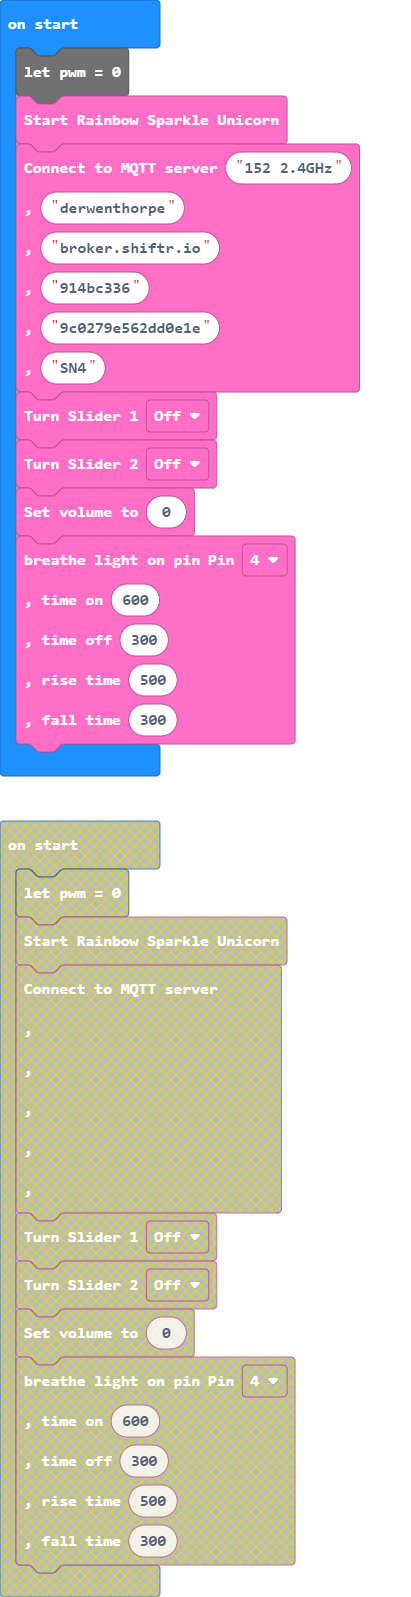 on start
let pwm = 0
Start Rainbow Sparkle Unicorn
Connect to MQTT server "152 2.4GHz"
, "derwenthorpe"
, "broker.shiftr.io"
, "914bc336"
, "9c0279e562dd0e1e"
, "SN4"
Turn Slider 1 Off
Turn Slider 2 Off
Set volume to 0
breathe light on pin Pin 4
, time on 600
, time off 300
, rise time 500
, fall time 300
on start
let pwm = 0
Start Rainbow Sparkle Unicorn
Connect to MQTT server
,
,
,
,
,
Turn Slider 1 Off
Turn Slider 2 Off
Set volume to 0
breathe light on pin Pin 4
, time on 600
, time off 300
, rise time 500
, fall time 300